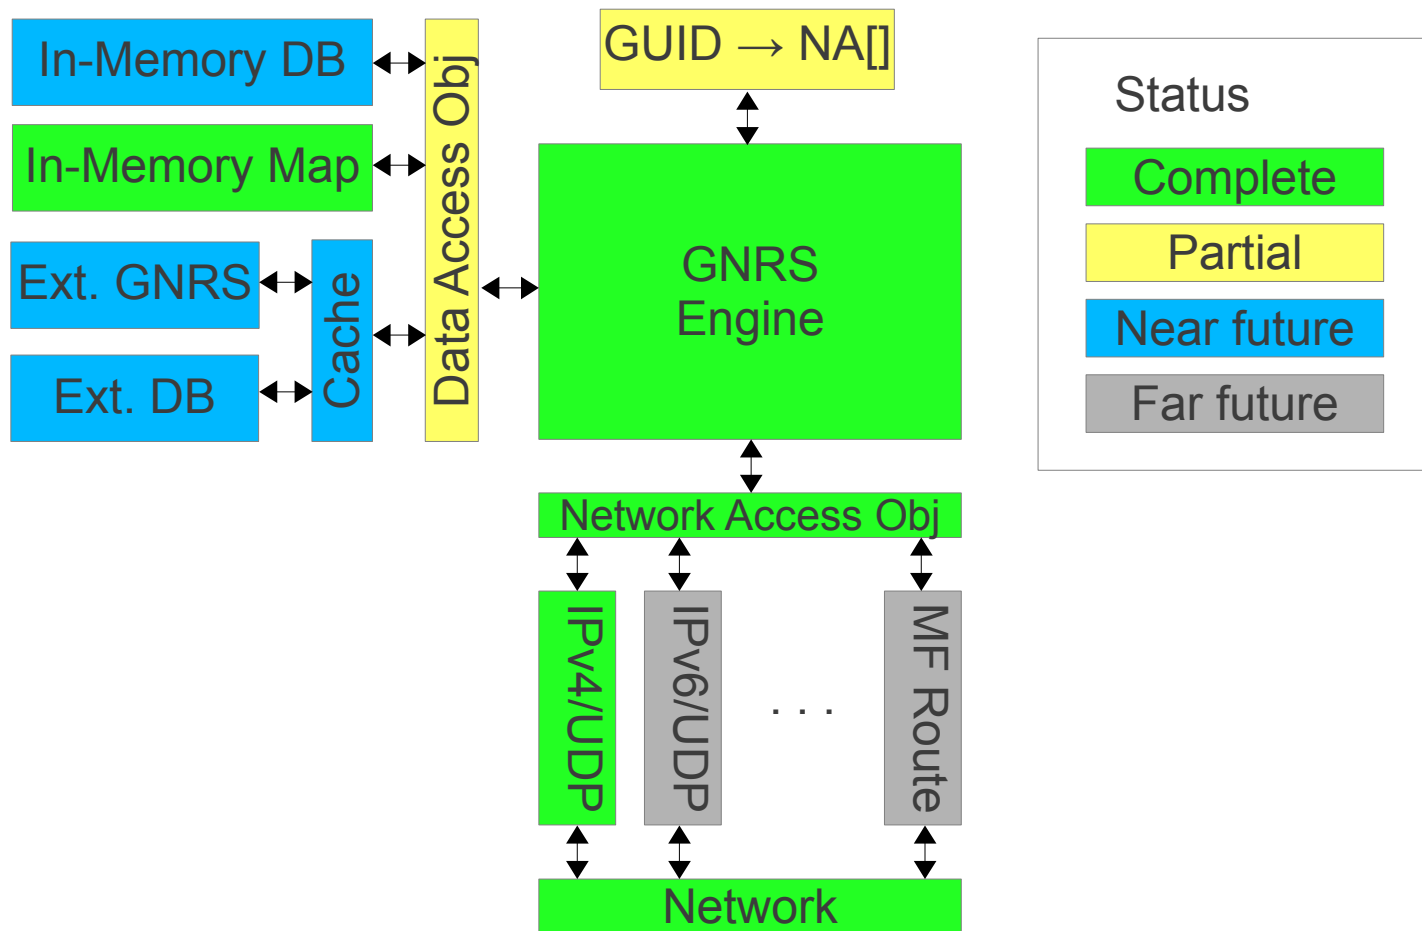 In-Memory DB
In-Memory Map
Ext. GNRS
Ext. DB
Cache
Data Access Obj
GUID → NA[]
GNRS
Engine
Network Access Obj
IPv4/UDP
IPv6/UDP
. . .
MF Route
Network
Status
Complete
Partial
Near future
Far future